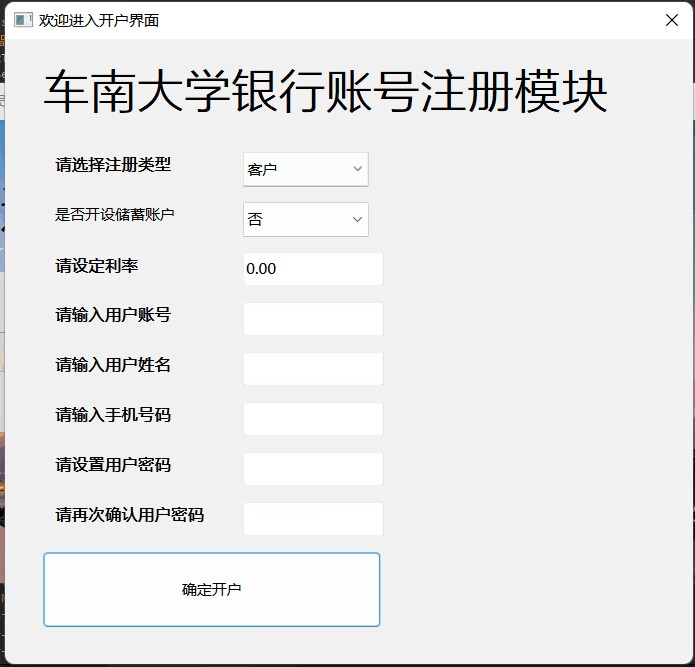 欢迎进入开户界面
车南大学银行账号注册模块
请选择注册类型 客户
是否开设储蓄账户 否
请设定利率 0.00
请输入用户账号
请输入用户姓名
请输入手机号码
请设置用户密码
请再次确认用户密码
确定开户